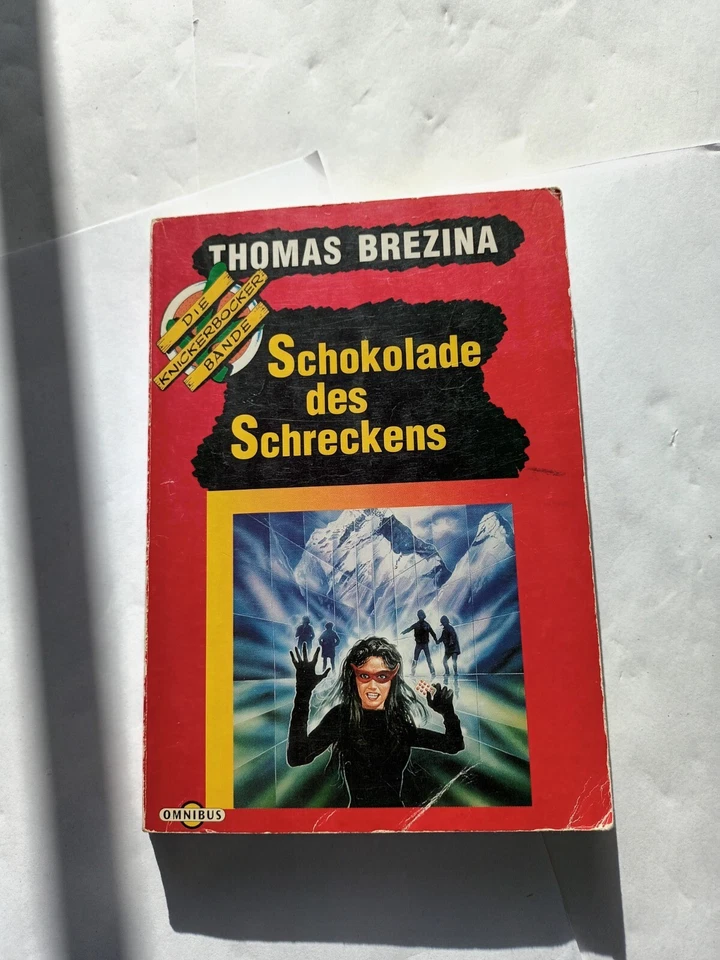 THOMAS BREZINA
DIE
KNICKERBOCKER
BANDE
Schokolade
des
Schreckens
OMNIBUS